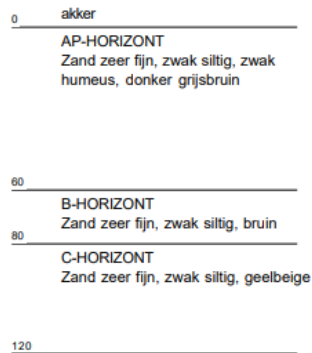 0 akker
AP-HORIZONT
Zand zeer fijn, zwak siltig, zwak
humeus, donker grijsbruin
60
B-HORIZONT
Zand zeer fijn, zwak siltig, bruin
80
C-HORIZONT
Zand zeer fijn, zwak siltig, geelbeige
120